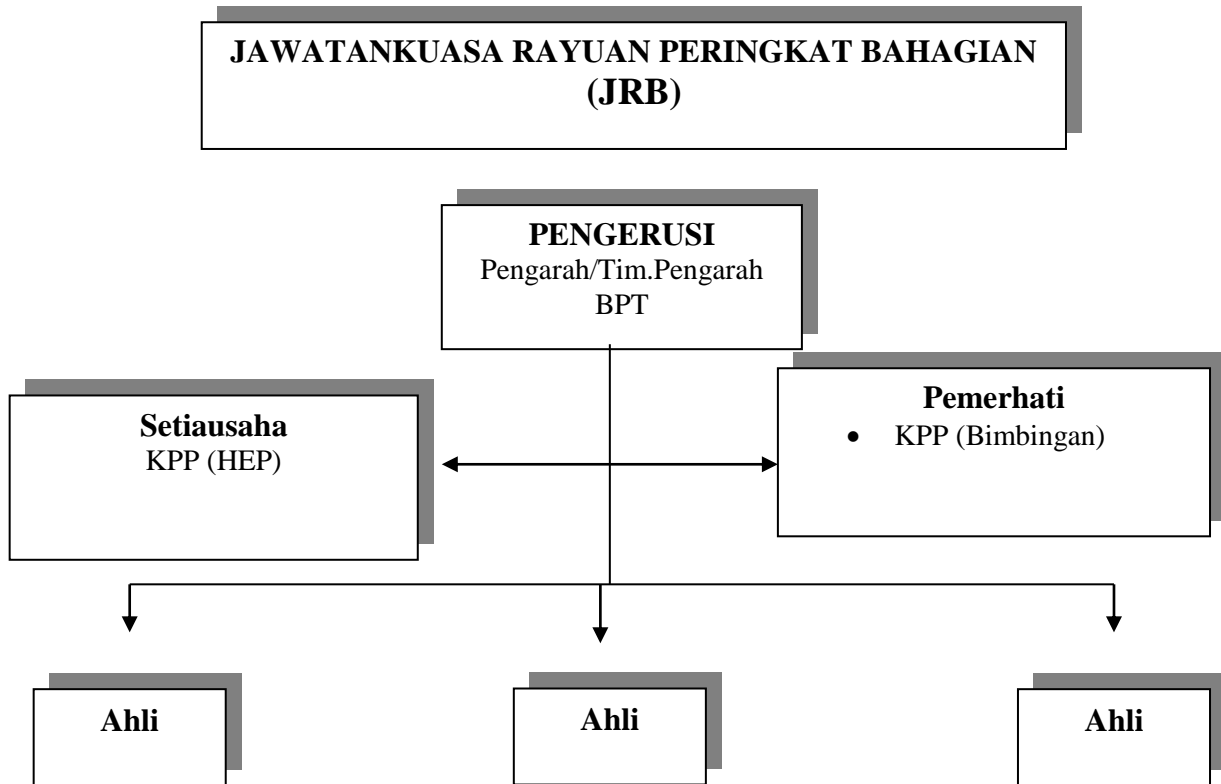 JAWATANKUASA RAYUAN PERINGKAT BAHAGIAN
(JRB)
PENGERUSI
Pengarah/Tim.Pengarah
BPT
Setiausaha
KPP (HEP)
Pemerhati
• KPP (Bimbingan)
Ahli
Ahli
Ahli